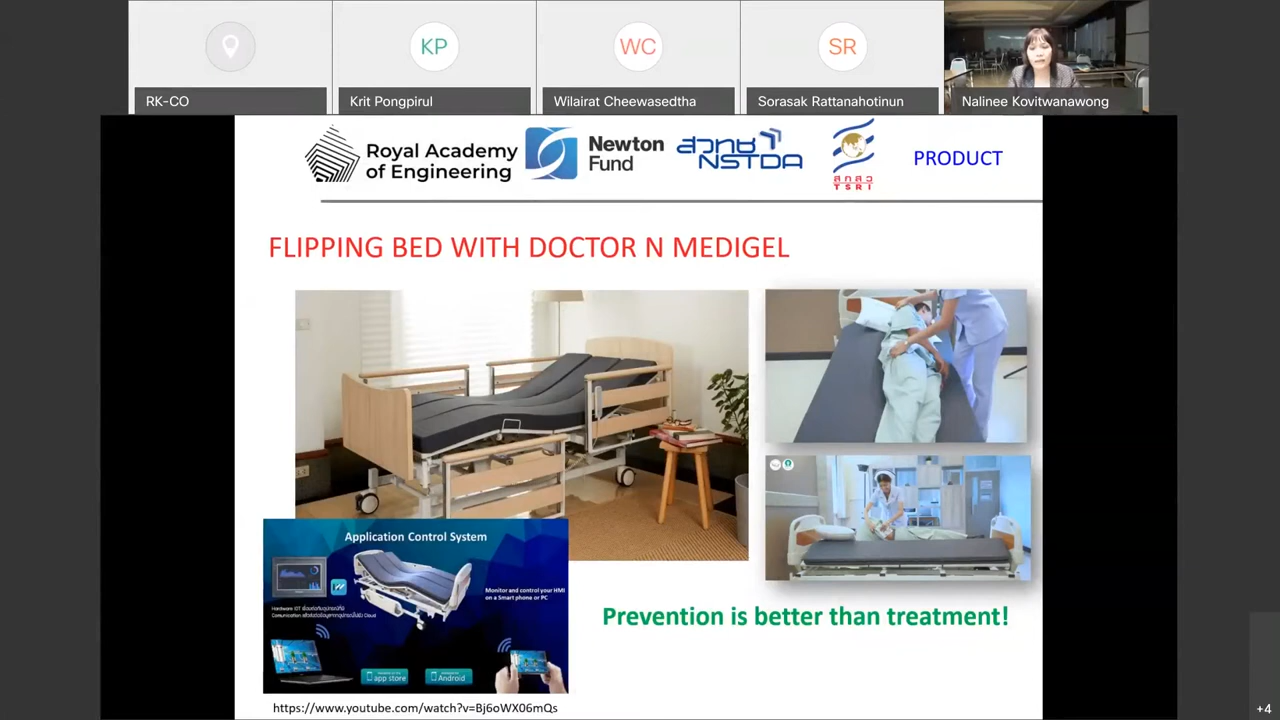 KP
WC
SR
RK-CO
Krit Pongpirul
Wilairat Cheewasedtha
Sorasak Rattanahotinun
Nalinee Kovitwanawong
Royal Academy
of Engineering
Newton
Fund
สวทช
NSTDA
สกสว
TSRI
PRODUCT
FLIPPING BED WITH DOCTOR N MEDIGEL
Application Control System
Monitor and control your HMI
on a Smart phone or PC
app store
Android
Prevention is better than treatment!
https://www.youtube.com/watch?v=Bj6oWX06mQs
+4